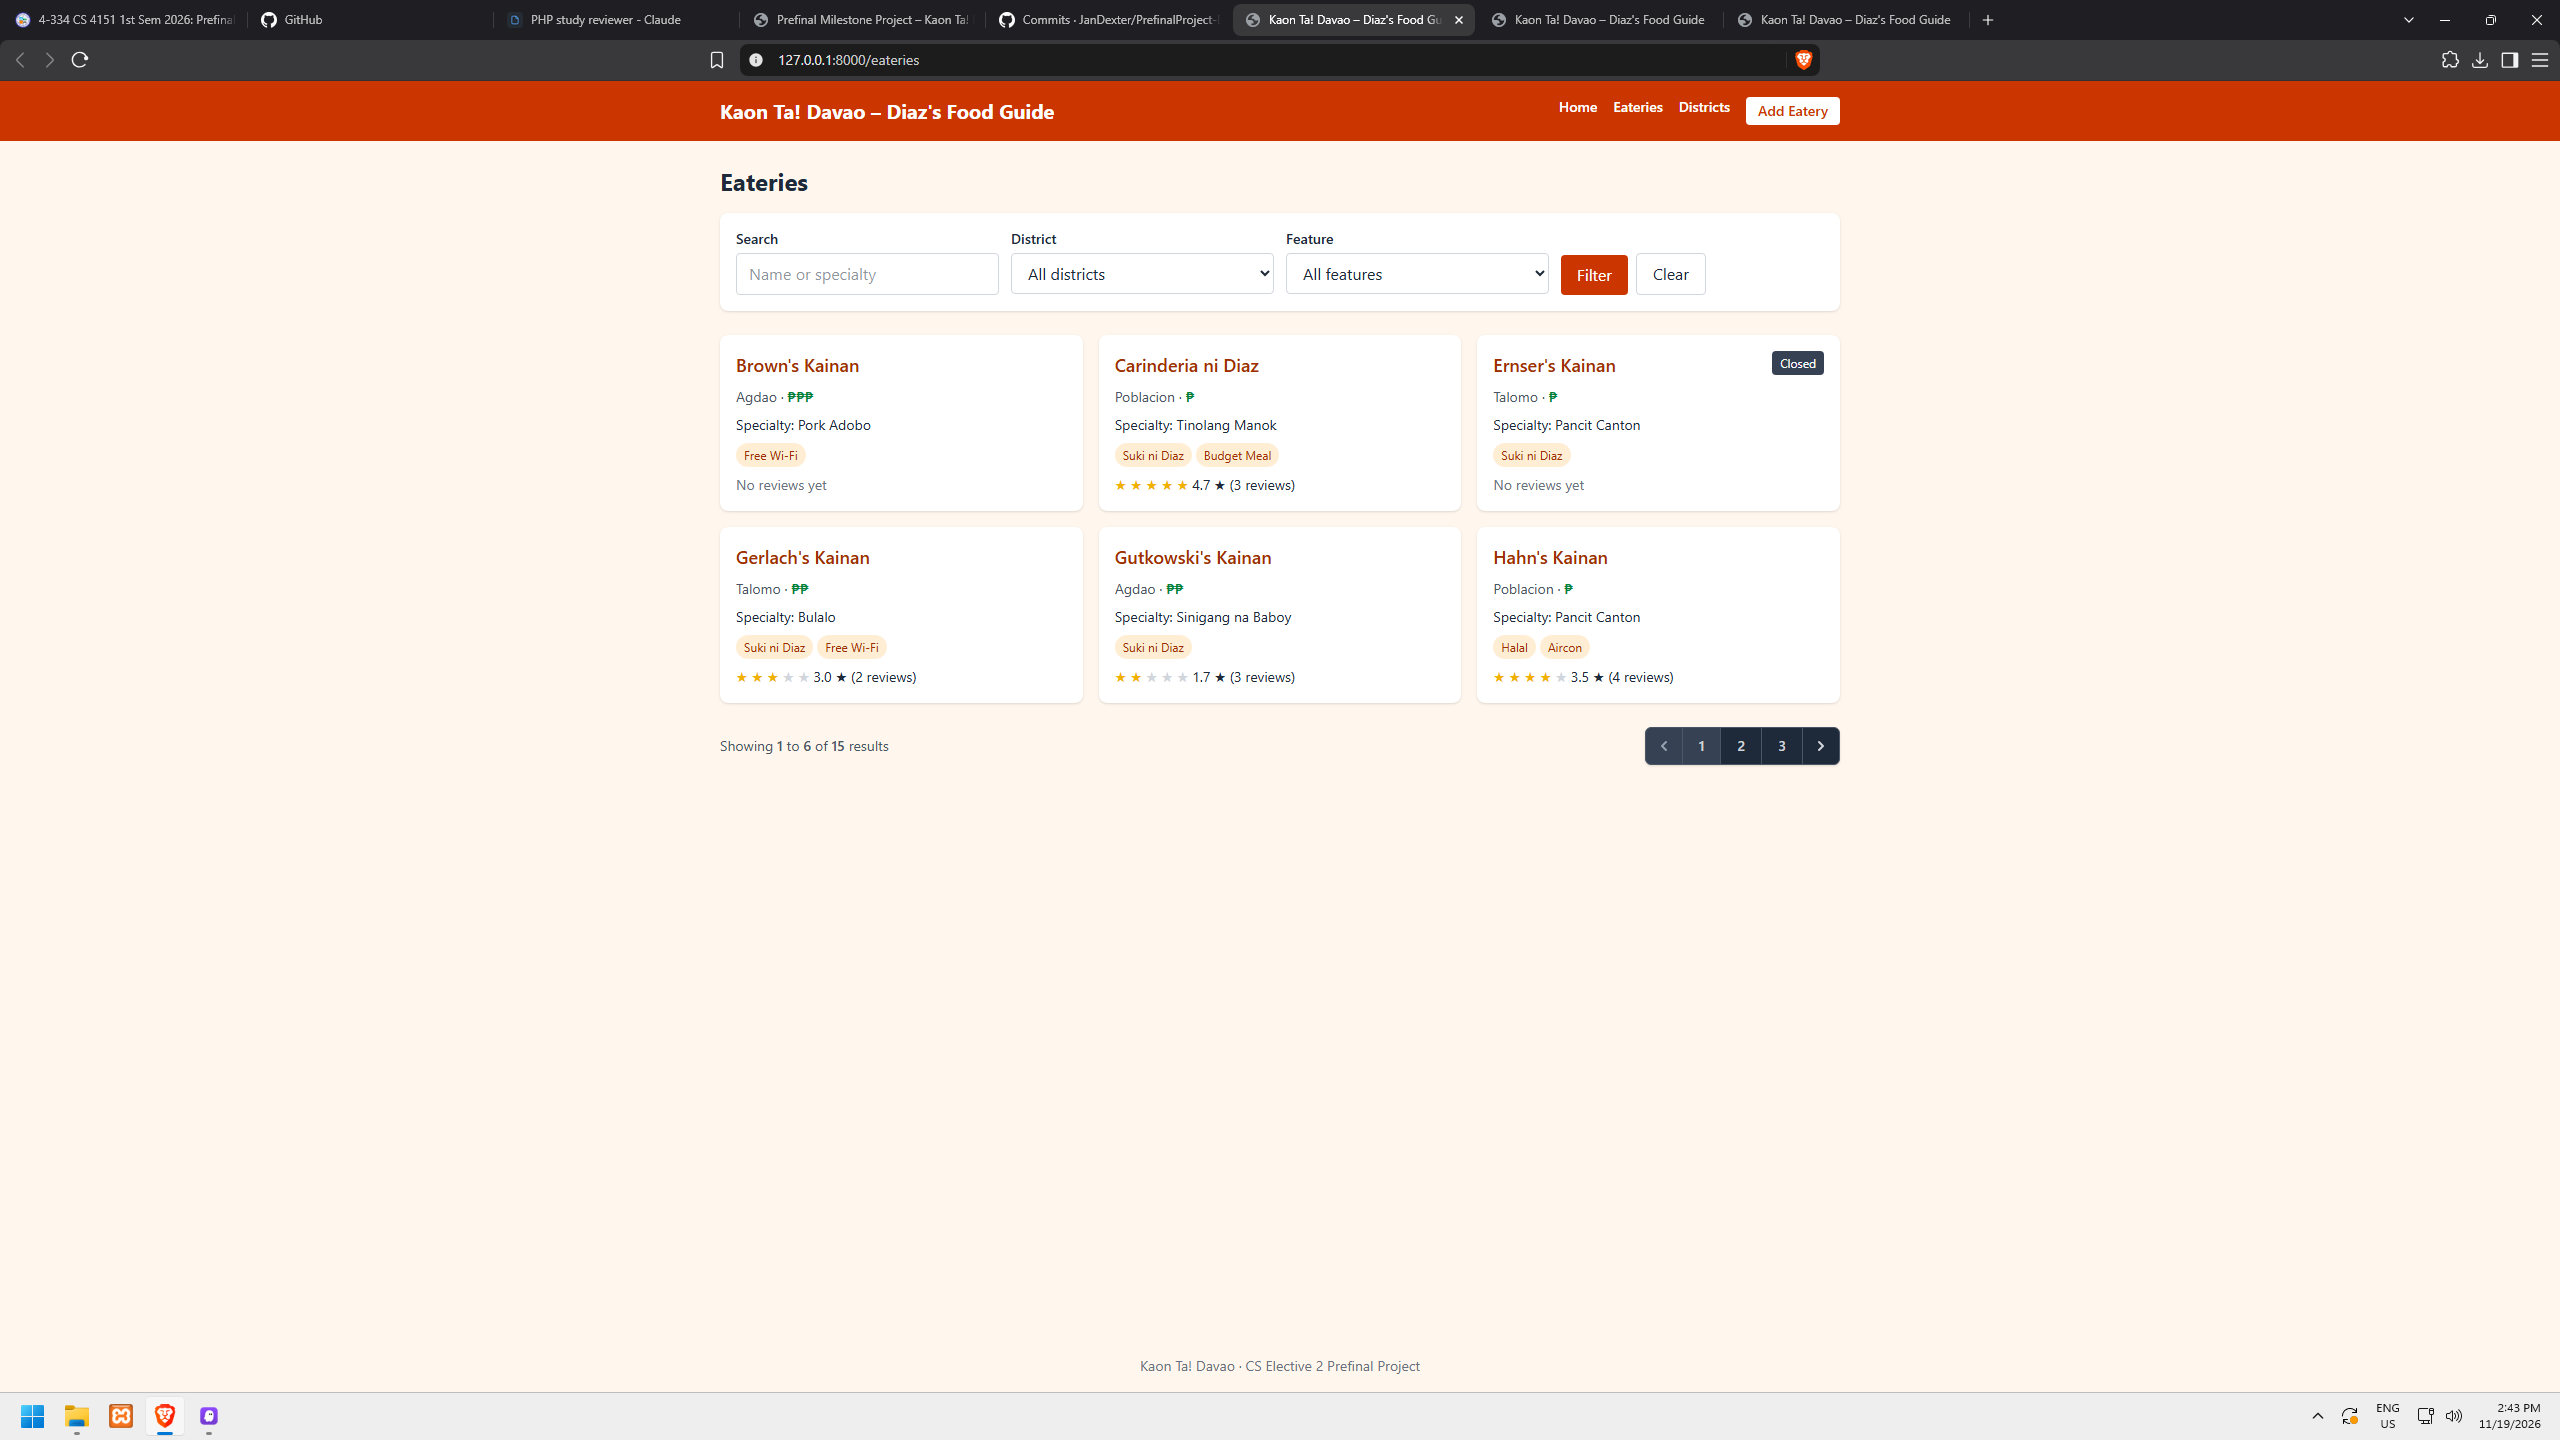 4-334 CS 4151 1st Sem 2026: Prefinal
GitHub
PHP study reviewer - Claude
Prefinal Milestone Project – Kaon Ta!
Commits · JanDexter/PrefinalProject-
Kaon Ta! Davao – Diaz's Food Gu
Kaon Ta! Davao – Diaz's Food Guide
Kaon Ta! Davao – Diaz's Food Guide
127.0.0.1:8000/eateries
Kaon Ta! Davao – Diaz's Food Guide
Home Eateries Districts Add Eatery
Eateries
Search District Feature
Name or specialty All districts All features Filter Clear
Brown's Kainan
Agdao · ₱₱₱
Specialty: Pork Adobo
Free Wi-Fi
No reviews yet
Carinderia ni Diaz
Poblacion · ₱
Specialty: Tinolang Manok
Suki ni Diaz Budget Meal
★ ★ ★ ★ ★ 4.7 ★ (3 reviews)
Ernser's Kainan Closed
Talomo · ₱
Specialty: Pancit Canton
Suki ni Diaz
No reviews yet
Gerlach's Kainan
Talomo · ₱₱
Specialty: Bulalo
Suki ni Diaz Free Wi-Fi
★ ★ ★ ★ ★ 3.0 ★ (2 reviews)
Gutkowski's Kainan
Agdao · ₱₱
Specialty: Sinigang na Baboy
Suki ni Diaz
★ ★ ★ ★ ★ 1.7 ★ (3 reviews)
Hahn's Kainan
Poblacion · ₱
Specialty: Pancit Canton
Halal Aircon
★ ★ ★ ★ ★ 3.5 ★ (4 reviews)
Showing 1 to 6 of 15 results
1 2 3
Kaon Ta! Davao · CS Elective 2 Prefinal Project
ENG
US
2:43 PM
11/19/2026